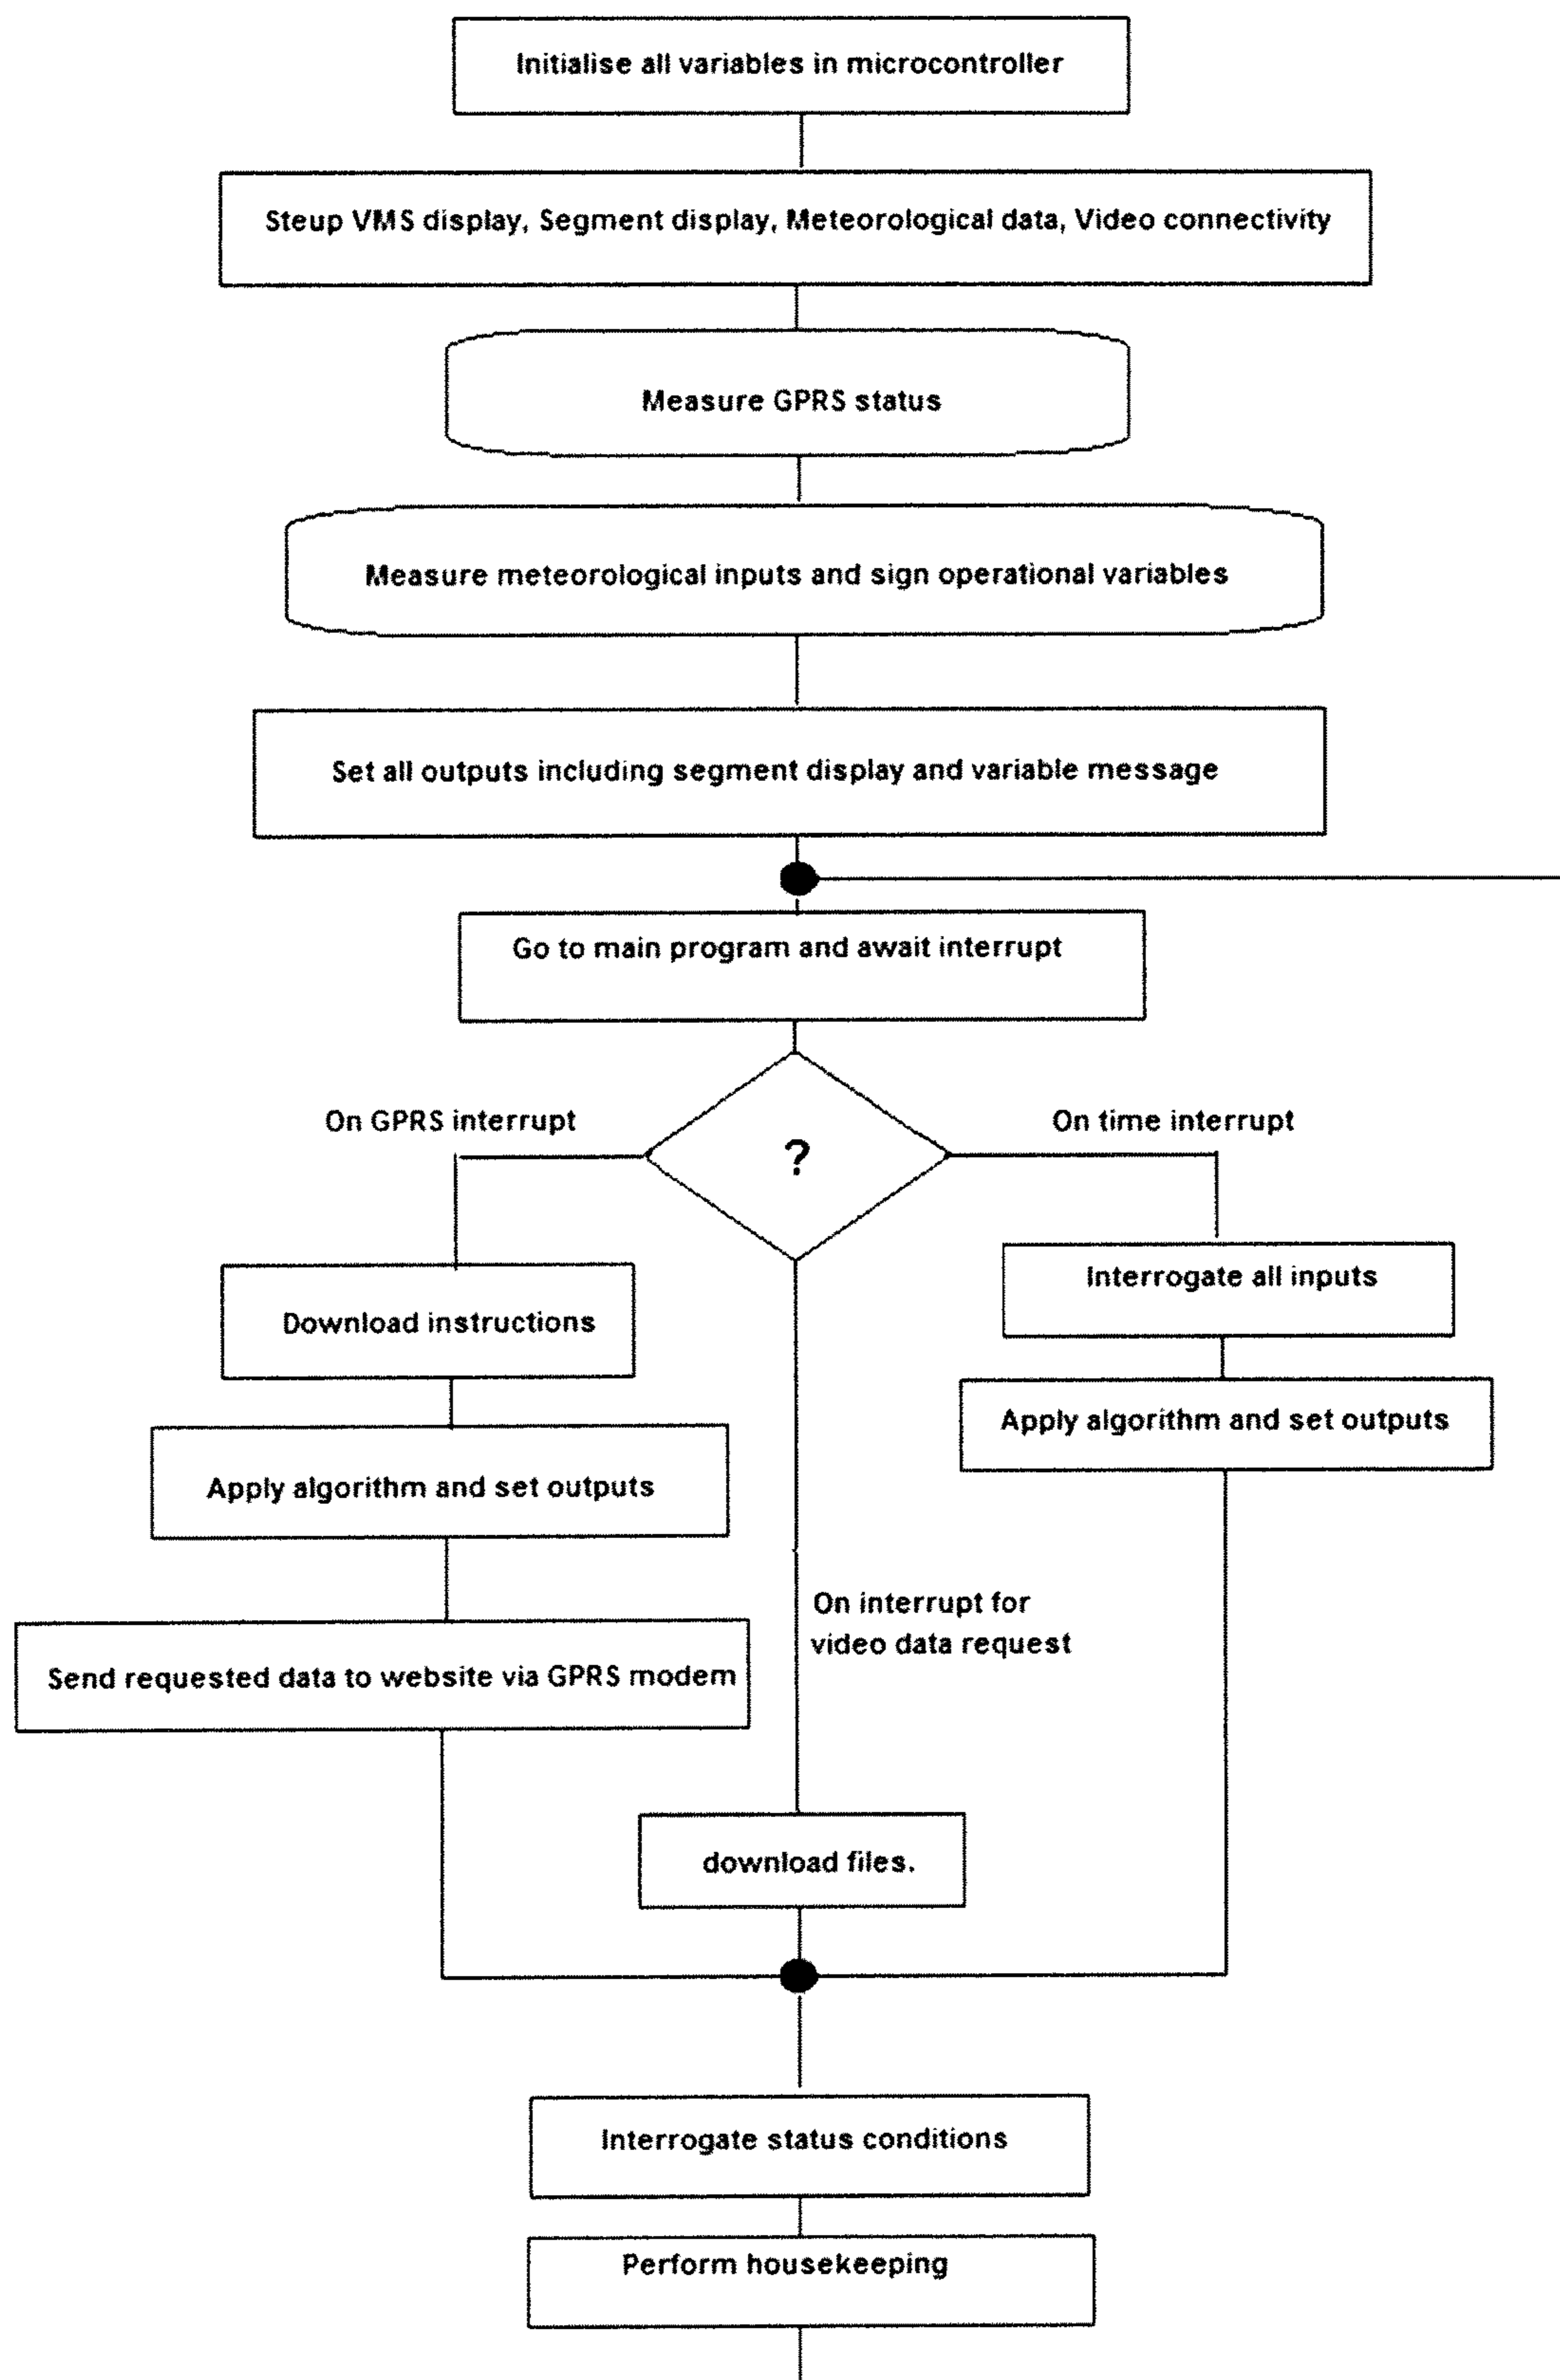 Initialise all variables in microcontroller
Steup VMS display, Segment display, Meteorological data, Video connectivity
Measure GPRS status
Measure meteorological inputs and sign operational variables
Set all outputs including segment display and variable message
Go to main program and await interrupt
On GPRS interrupt
?
On time interrupt
Download instructions
Apply algorithm and set outputs
Send requested data to website via GPRS modem
On interrupt for
video data request
download files.
Interrogate all inputs
Apply algorithm and set outputs
Interrogate status conditions
Perform housekeeping